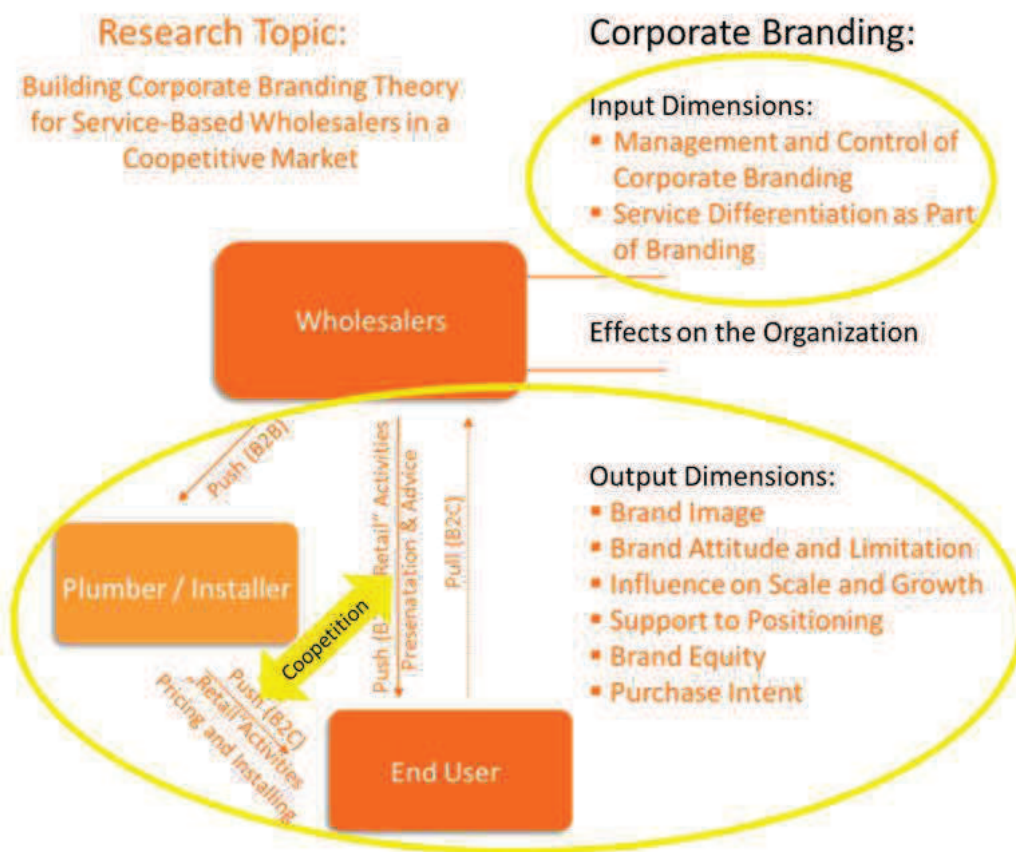 Research Topic:
Building Corporate Branding Theory
for Service-Based Wholesalers in a
Coopetitive Market
Corporate Branding:
Input Dimensions:
▪ Management and Control of
Corporate Branding
▪ Service Differentiation as Part
of Branding
Wholesalers
Effects on the Organization
Push (B2B)
Push (B
Retail" Activities
Presenatation & Advice
Pull (B2C)
Plumber / Installer
Coopetition
Push (B2C)
„Retail"Activities
Pricing and Installing
End User
Output Dimensions:
▪ Brand Image
▪ Brand Attitude and Limitation
▪ Influence on Scale and Growth
▪ Support to Positioning
▪ Brand Equity
▪ Purchase Intent